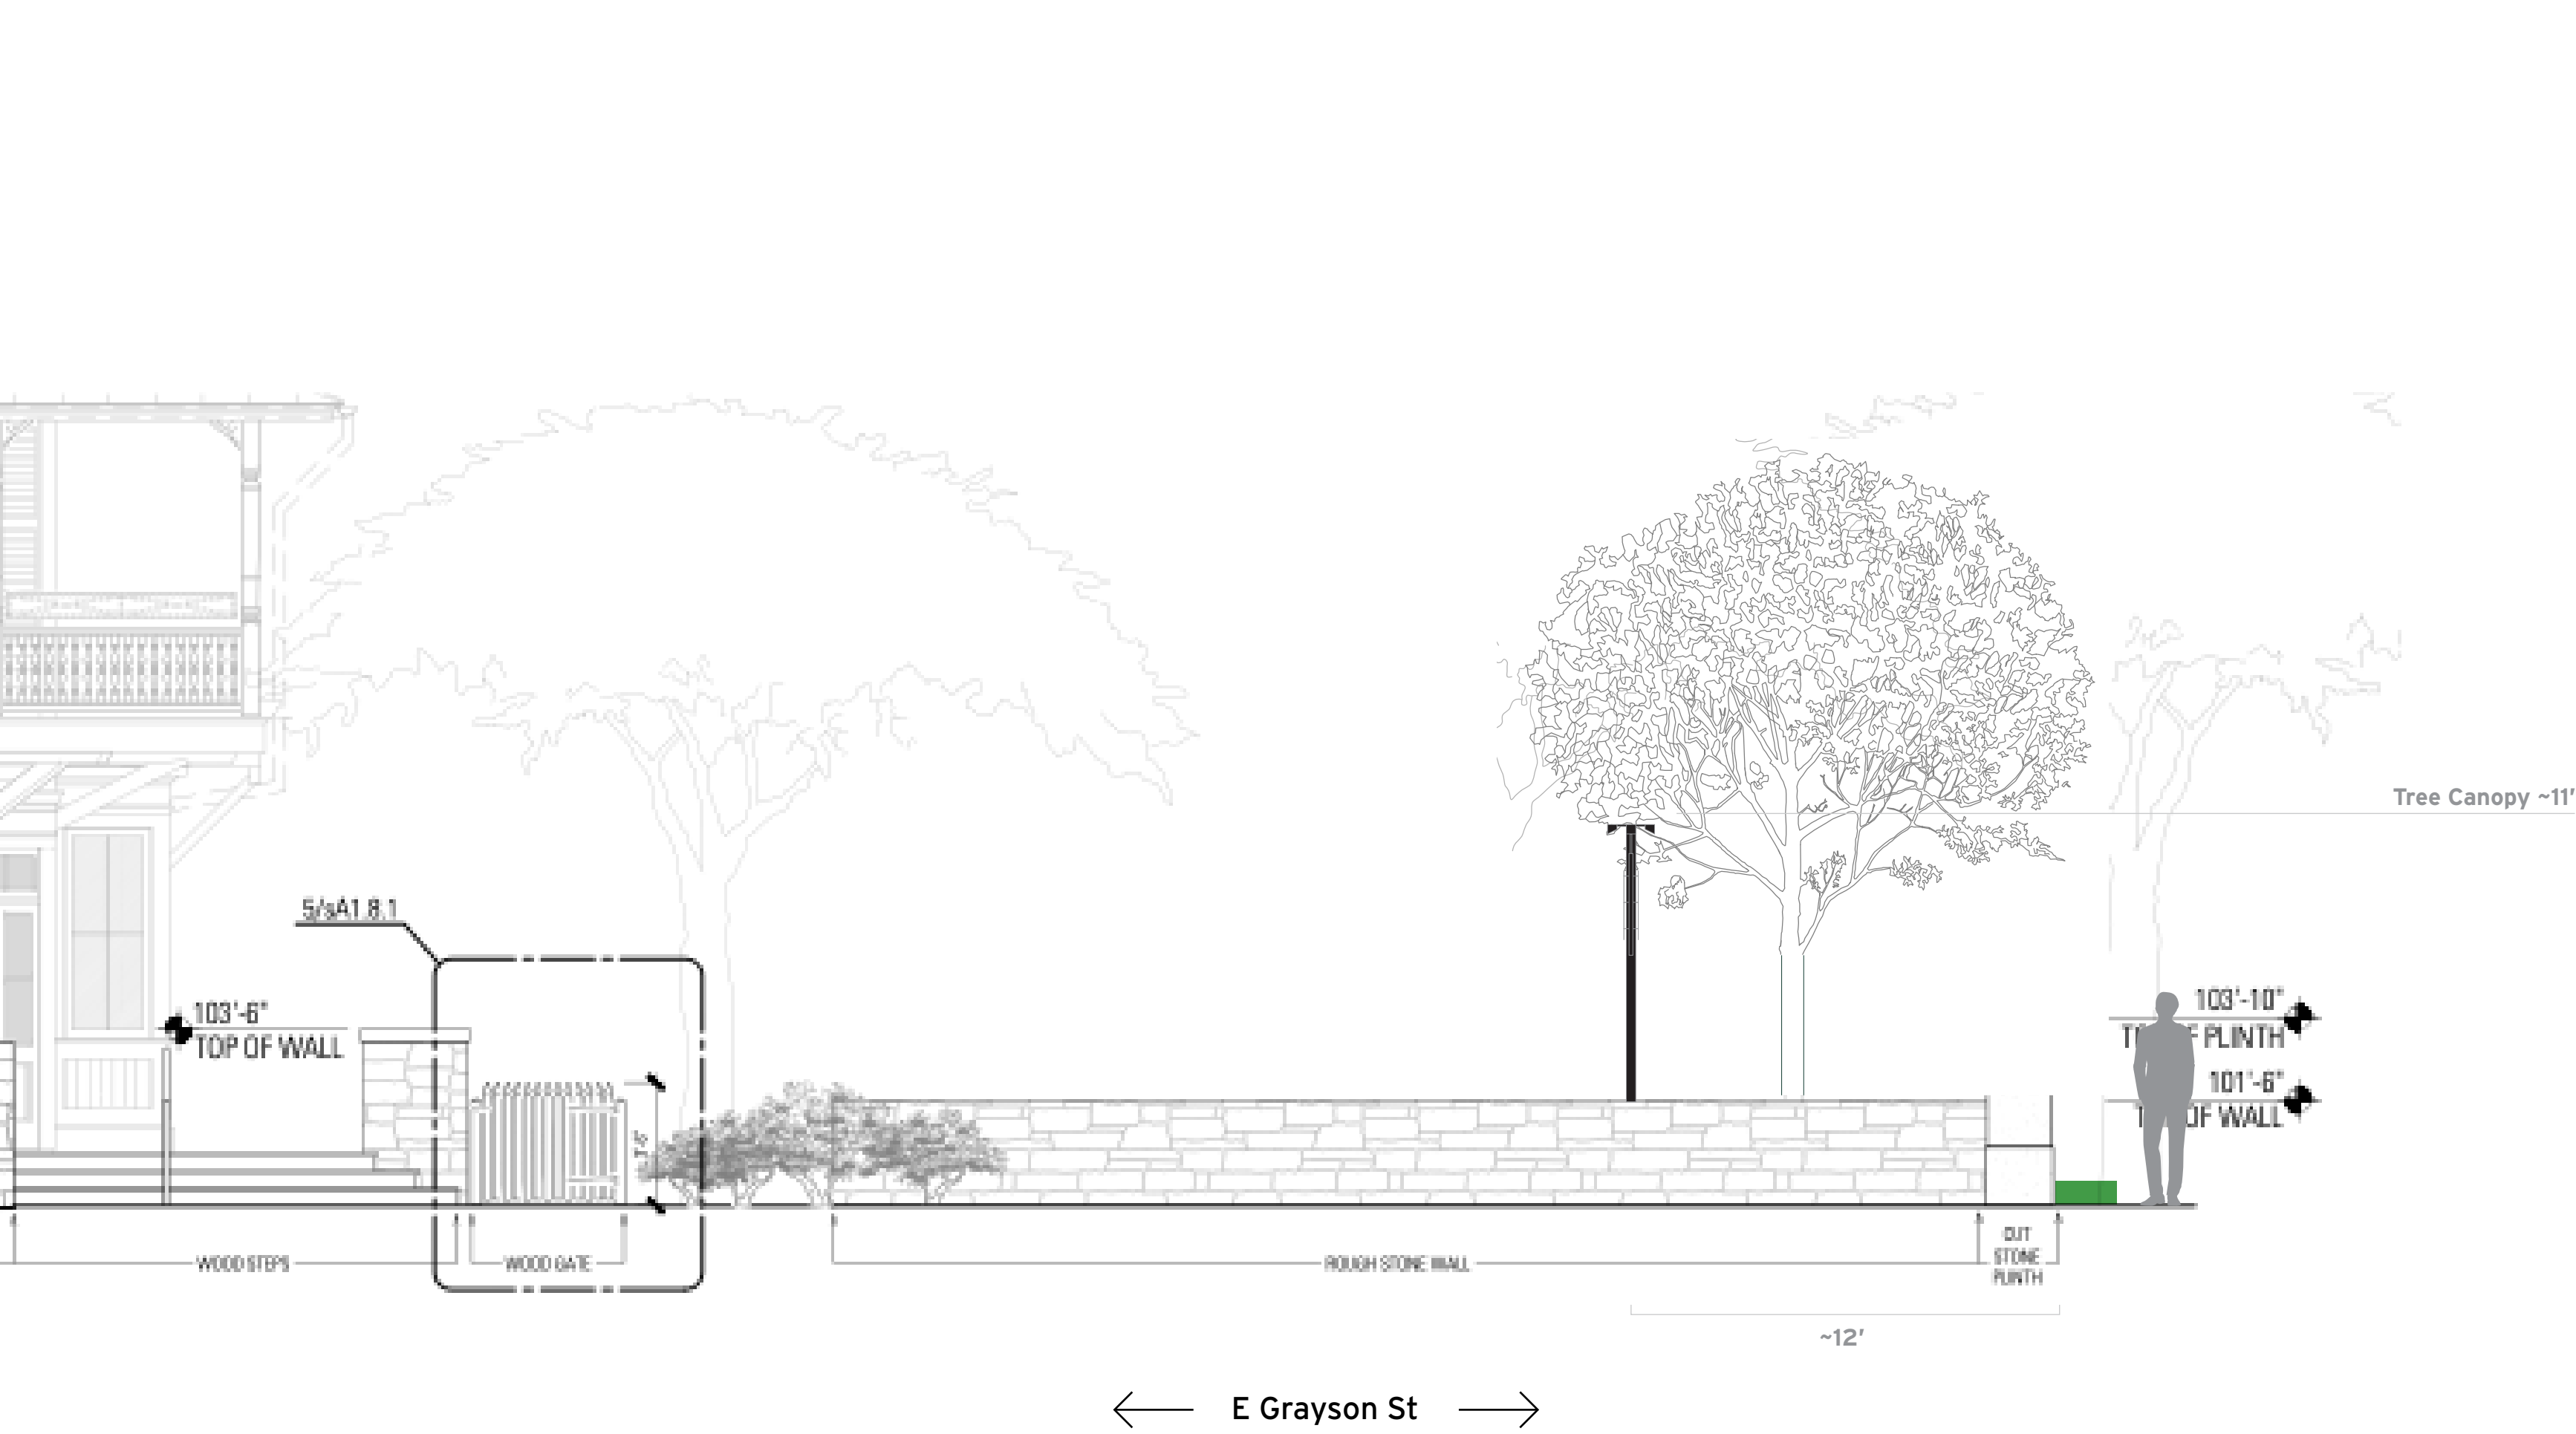 Tree Canopy ~11'
5/sA1.8.1
103'-6"
TOP OF WALL
103'-10"
OF PLINTH
101'-6"
OF WALL
WOOD STEPS
WOOD GATE
ROUGH STONE WALL
CUT
STONE
PLINTH
~12'
E Grayson St